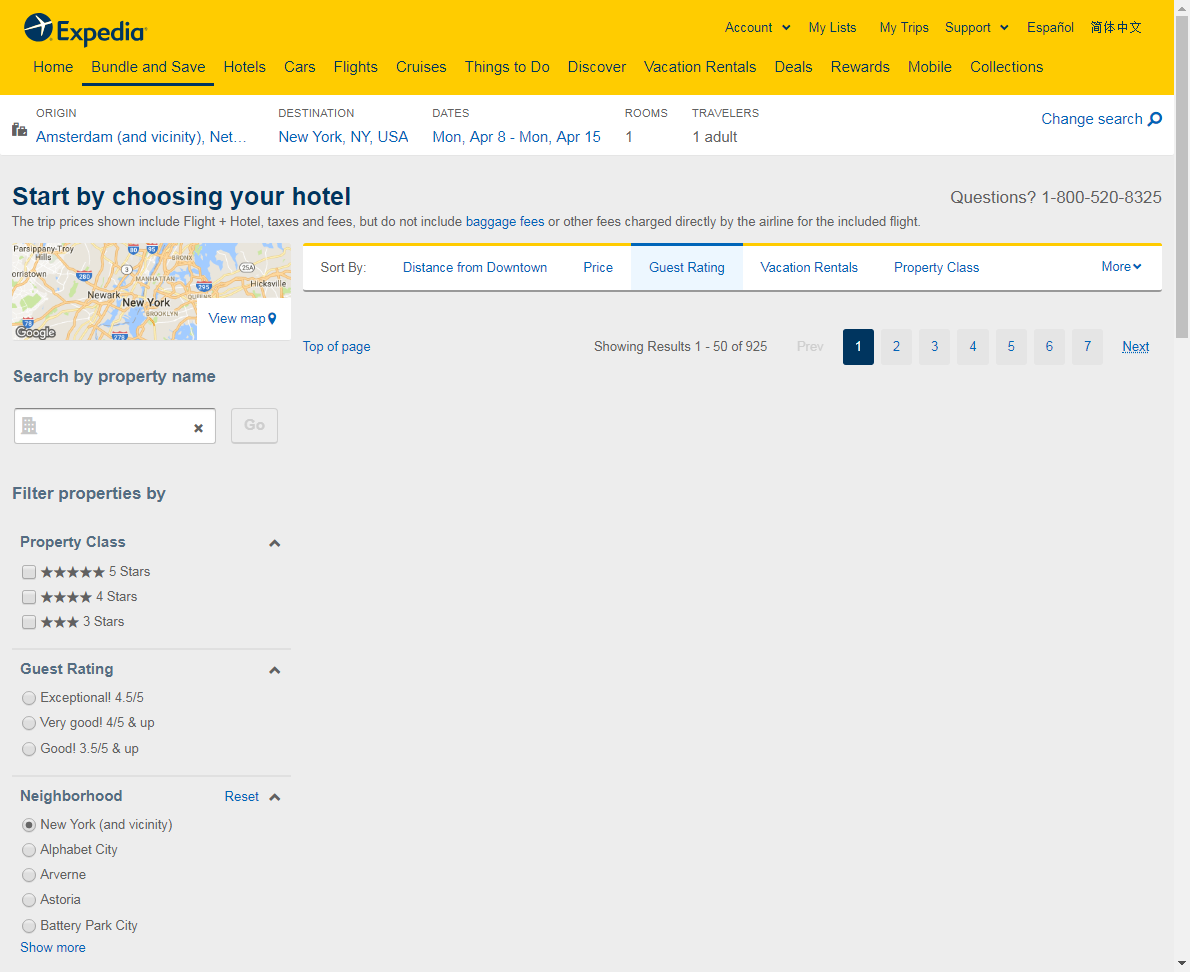 Expedia
Account My Lists My Trips Support Español 简体中文
Home Bundle and Save Hotels Cars Flights Cruises Things to Do Discover Vacation Rentals Deals Rewards Mobile Collections
ORIGIN DESTINATION DATES ROOMS TRAVELERS
Amsterdam (and vicinity), Net... New York, NY, USA Mon, Apr 8 - Mon, Apr 15 1 1 adult
Change search
Start by choosing your hotel
Questions? 1-800-520-8325
The trip prices shown include Flight + Hotel, taxes and fees, but do not include baggage fees or other fees charged directly by the airline for the included flight.
Parsippany-Troy
Hills
80 95
BRONX
orristown
280
3
25A
MANHATTAN
295
Hicksville
Newark
QUEENS
New York
BROOKLYN
78
278
Google
View map
Sort By: Distance from Downtown Price Guest Rating Vacation Rentals Property Class More
Top of page Showing Results 1 - 50 of 925 Prev 1 2 3 4 5 6 7 Next
Search by property name
Go
Filter properties by
Property Class
5 Stars
4 Stars
3 Stars
Guest Rating
Exceptional! 4.5/5
Very good! 4/5 & up
Good! 3.5/5 & up
Neighborhood Reset
New York (and vicinity)
Alphabet City
Arverne
Astoria
Battery Park City
Show more